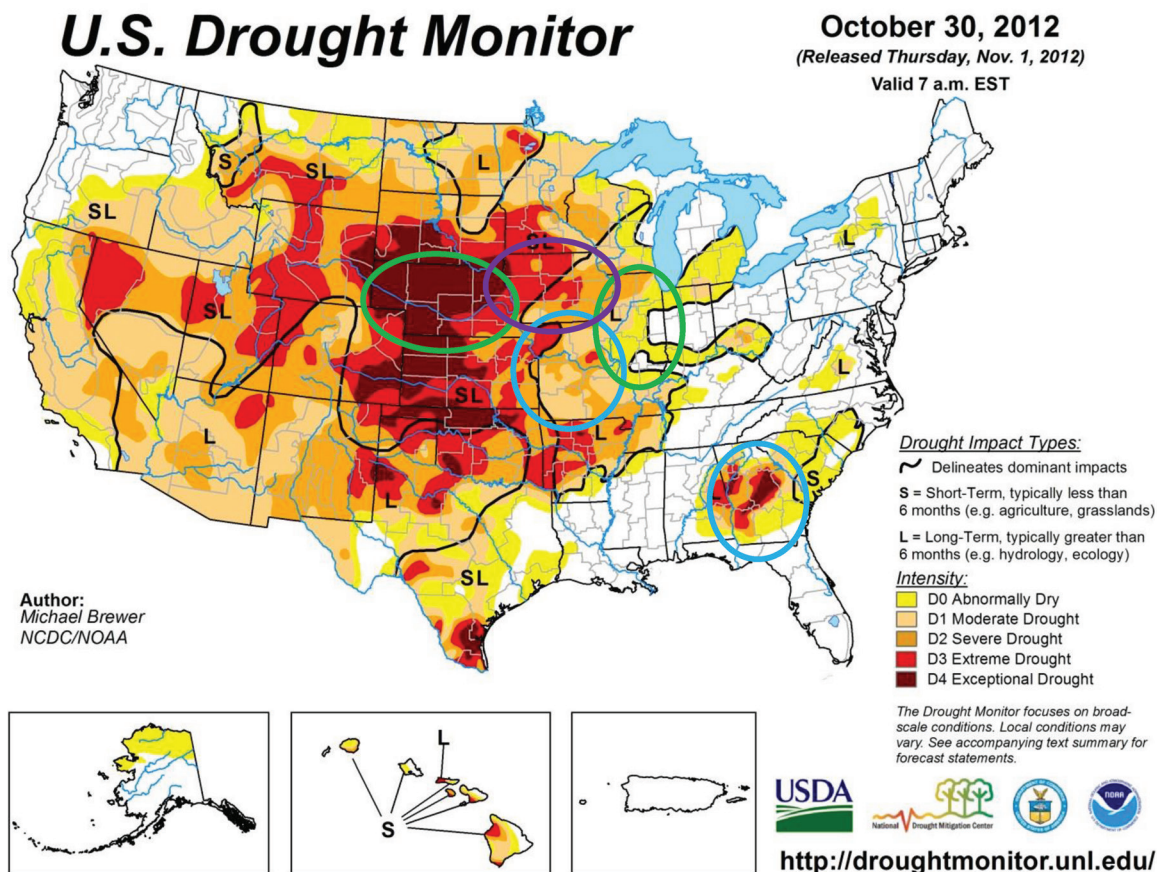 U.S. Drought Monitor
October 30, 2012
(Released Thursday, Nov. 1, 2012)
Valid 7 a.m. EST
S
SL
L
SL
L
SL
L
SL
L
SL
L
L
L
L
S
L
SL
Drought Impact Types:
Delineates dominant impacts
S = Short-Term, typically less than
6 months (e.g. agriculture, grasslands)
L = Long-Term, typically greater than
6 months (e.g. hydrology, ecology)
Intensity:
D0 Abnormally Dry
D1 Moderate Drought
D2 Severe Drought
D3 Extreme Drought
D4 Exceptional Drought
Author:
Michael Brewer
NCDC/NOAA
The Drought Monitor focuses on broad-
scale conditions. Local conditions may
vary. See accompanying text summary for
forecast statements.
L
S
USDA
National Drought Mitigation Center
NOAA
http://droughtmonitor.unl.edu/